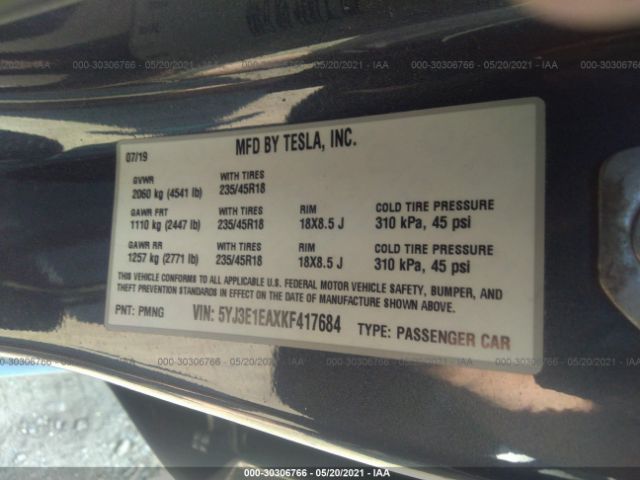 000-30306766 - 05/20/2021 - IAA
MFD BY TESLA, INC.
07/19
GVWR WITH TIRES
2060 kg (4541 lb) 235/45R18
GAWR FRT WITH TIRES RIM COLD TIRE PRESSURE
1110 kg (2447 lb) 235/45R18 18X8.5 J 310 kPa, 45 psi
GAWR RR WITH TIRES RIM COLD TIRE PRESSURE
1257 kg (2771 lb) 235/45R18 18X8.5 J 310 kPa, 45 psi
THIS VEHICLE CONFORMS TO ALL APPLICABLE U.S. FEDERAL MOTOR VEHICLE SAFETY, BUMPER, AND
THEFT PREVENTION STANDARDS IN EFFECT ON THE DATE OF MANUFACTURE SHOWN ABOVE.
PNT: PMNG VIN: 5YJ3E1EAXKF417684 TYPE: PASSENGER CAR
000-30306766 - 05/20/2021 - IAA